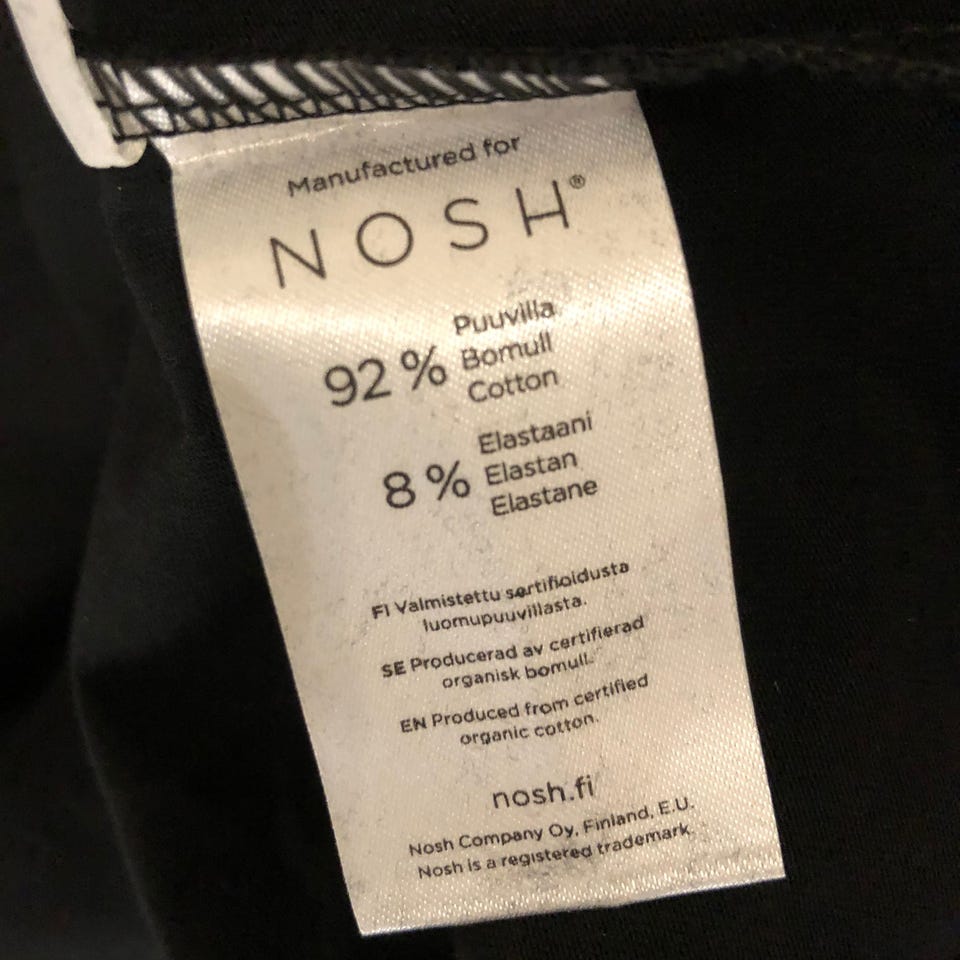 Manufactured for
NOSH®
92 % Puuvilla
Bomull
Cotton
8 % Elastaani
Elastan
Elastane
FI Valmistettu sertifioidusta
luomupuuvillasta.
SE Producerad av certifierad
organisk bomull.
EN Produced from certified
organic cotton.
nosh.fi
Nosh Company Oy, Finland, E.U.
Nosh is a registered trademark.